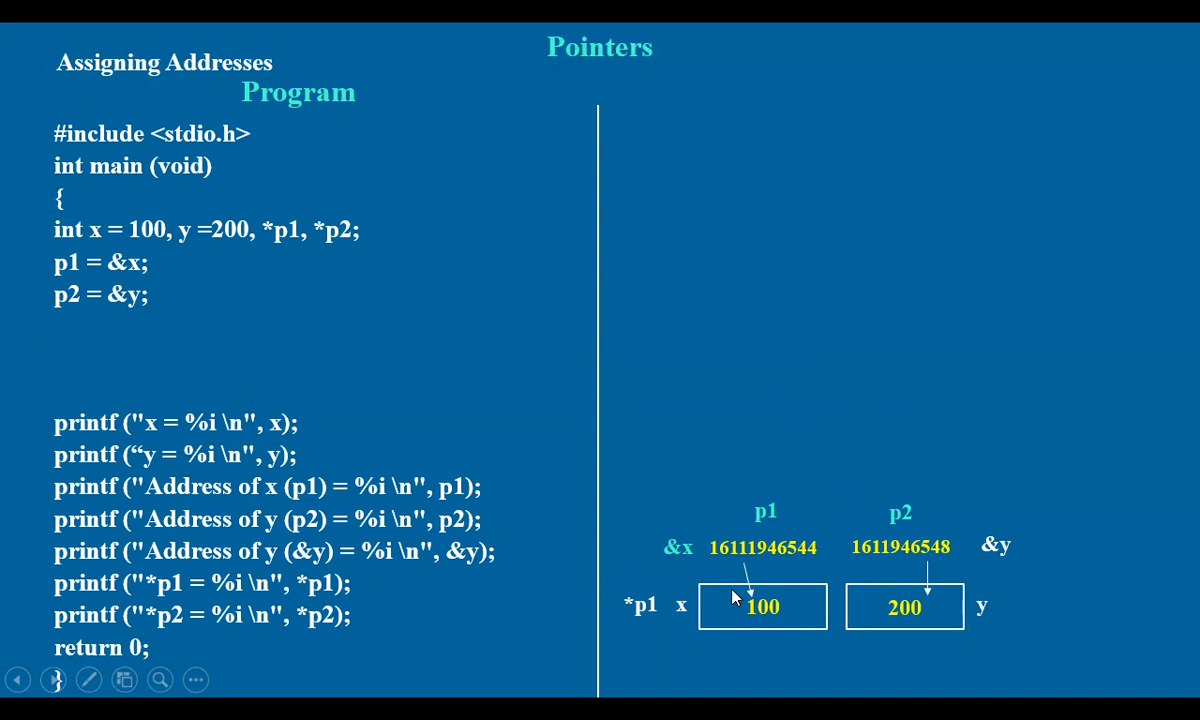 Pointers
Assigning Addresses
Program
#include <stdio.h>
int main (void)
{
int x = 100, y =200, *p1, *p2;
p1 = &x;
p2 = &y;
printf ("x = %i \n", x);
printf (“y = %i \n", y);
printf ("Address of x (p1) = %i \n", p1);
printf ("Address of y (p2) = %i \n", p2);
printf ("Address of y (&y) = %i \n", &y);
printf ("*p1 = %i \n", *p1);
printf ("*p2 = %i \n", *p2);
return 0;
}
p1 p2
&x 16111946544 1611946548 &y
*p1 x 100 200 y